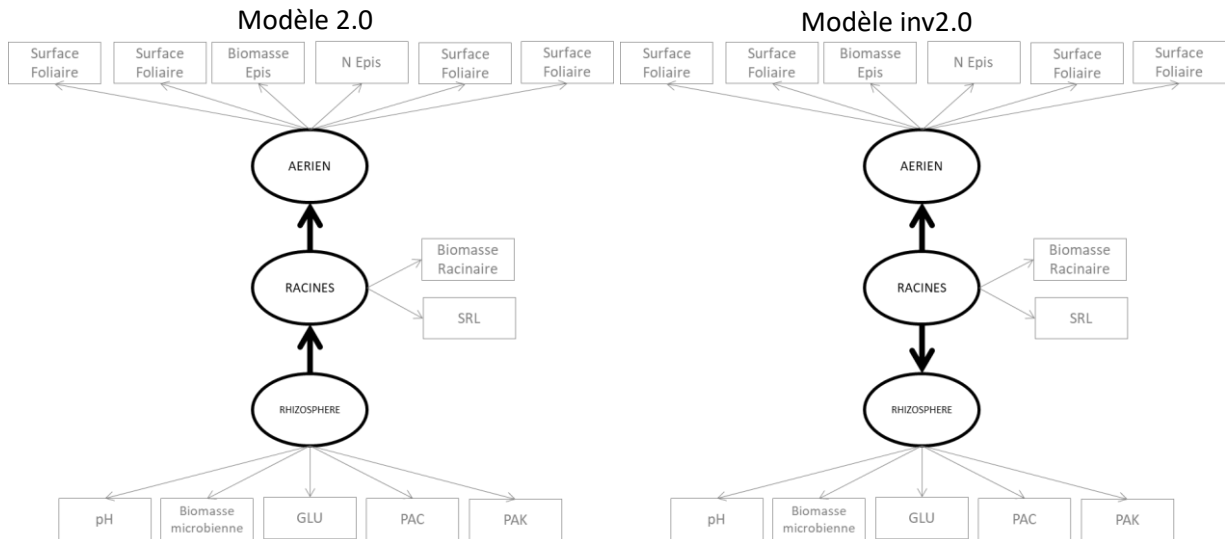 Modèle 2.0
Surface
Foliaire
Surface
Foliaire
Biomasse
Epis
N Epis
Surface
Foliaire
Surface
Foliaire
AERIEN
RACINES
Biomasse
Racinaire
SRL
RHIZOSPHERE
pH
Biomasse
microbienne
GLU
PAC
PAK
Modèle inv2.0
Surface
Foliaire
Surface
Foliaire
Biomasse
Epis
N Epis
Surface
Foliaire
Surface
Foliaire
AERIEN
RACINES
Biomasse
Racinaire
SRL
RHIZOSPHERE
pH
Biomasse
microbienne
GLU
PAC
PAK